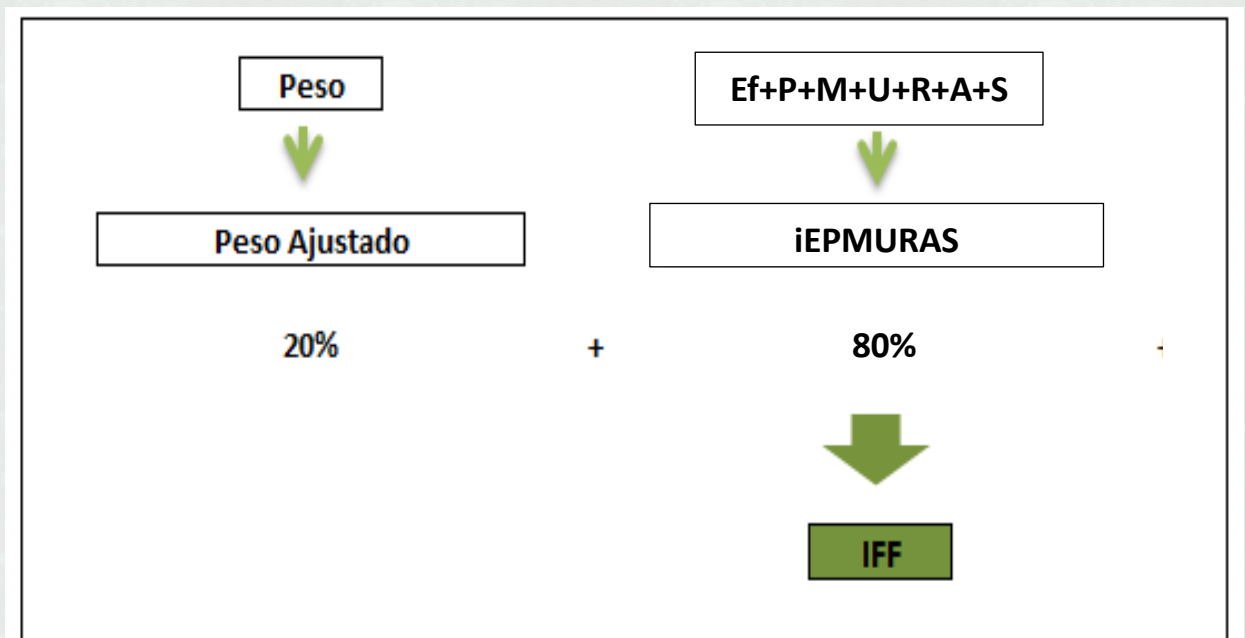 Peso
Ef+P+M+U+R+A+S
Peso Ajustado
iEPMURAS
20% + 80%
IFF